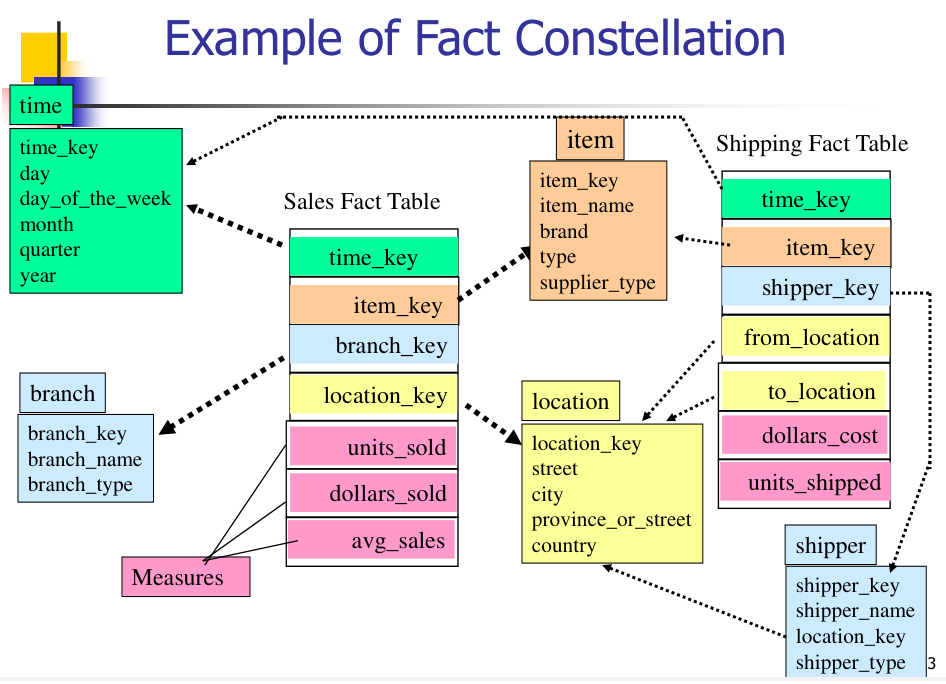 Example of Fact Constellation
time
time_key
day
day_of_the_week
month
quarter
year
Sales Fact Table
time_key
item_key
branch_key
location_key
units_sold
dollars_sold
avg_sales
Measures
branch
branch_key
branch_name
branch_type
item
item_key
item_name
brand
type
supplier_type
location
location_key
street
city
province_or_street
country
Shipping Fact Table
time_key
item_key
shipper_key
from_location
to_location
dollars_cost
units_shipped
shipper
shipper_key
shipper_name
location_key
shipper_type
3